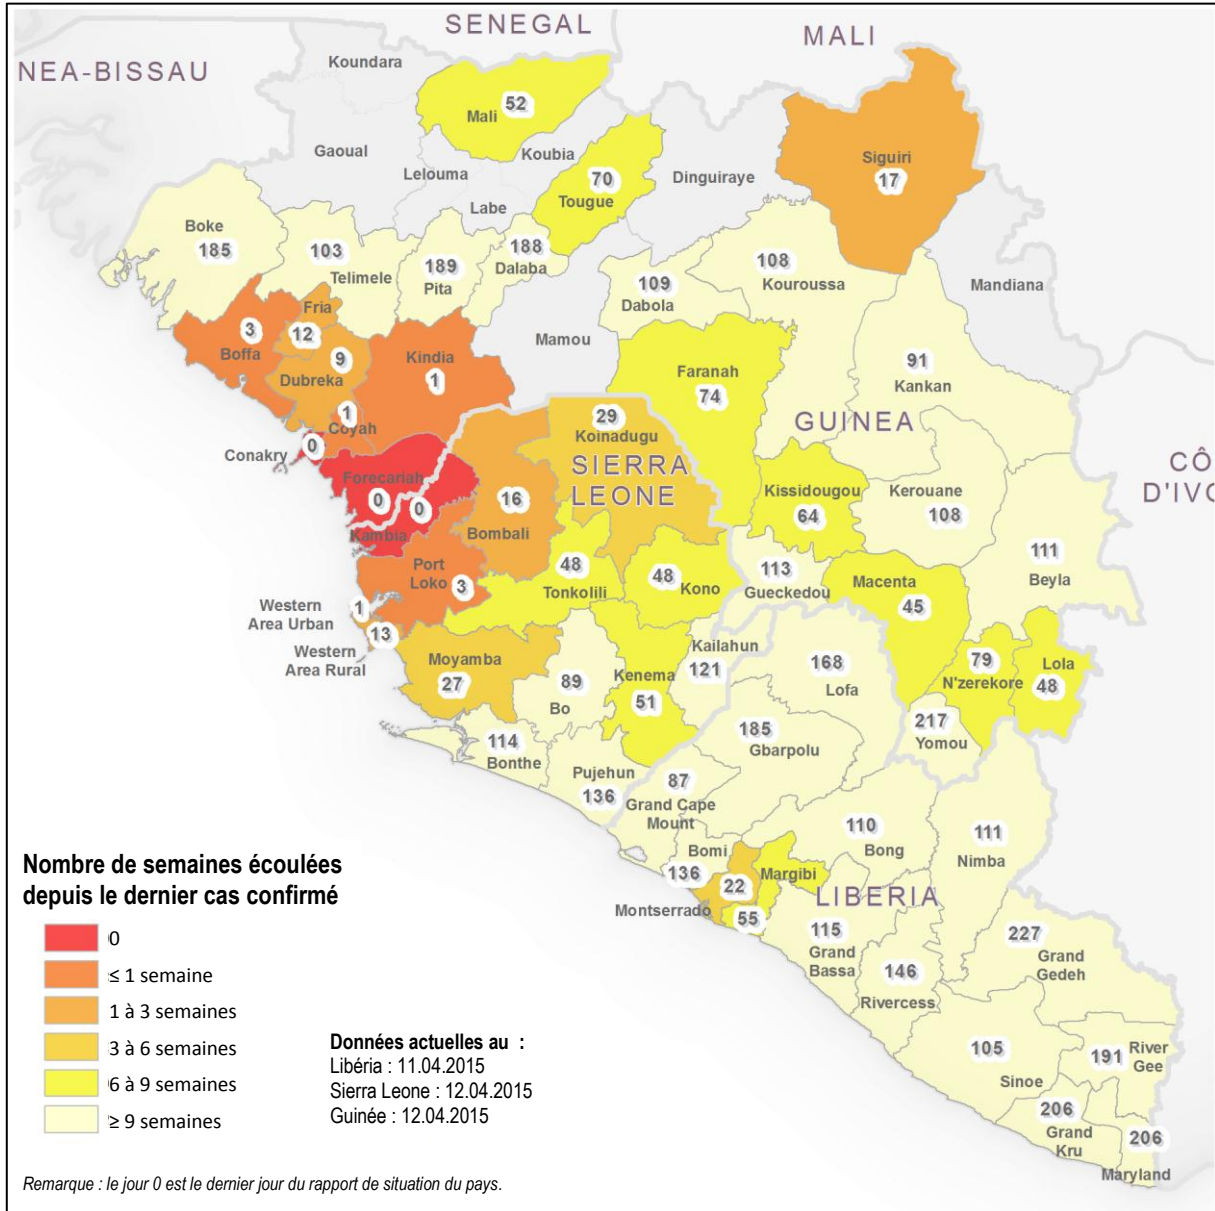 SENEGAL
MALI
NEA-BISSAU
Koundara
52
Mali
Gaoual
Koubia
Lelouma
Labe
70
Tougue
Dinguiraye
Siguiri
17
Boke
185
103
Telimele
189
Pita
188
Dalaba
109
Dabola
108
Kouroussa
Mandiana
3
Boffa
Fria
12
9
Dubreka
Kindia
1
Mamou
Faranah
74
91
Kankan
1
Coyah
Conakry
0
29
Koinadugu
GUINEA
SIERRA
LEONE
CÔ
D'IVO
Forecariah
0
0
Kambia
16
Bombali
Kissidougou
64
Kerouane
108
111
Beyla
Port
Loko
3
48
Tonkolili
48
Kono
113
Gueckedou
Macenta
45
Western
Area Urban
1
13
Western
Area Rural
Moyamba
27
89
Bo
Kenema
51
Kailahun
121
168
Lofa
79
N'zerekore
Lola
48
217
Yomou
114
Bonthe
Pujehun
136
185
Gbarpolu
87
Grand Cape
Mount
110
Bong
111
Nimba
Bomi
136
22
Montserrado
Margibi
55
LIBERIA
115
Grand
Bassa
146
Rivercess
227
Grand
Gedeh
105
Sinoe
191
River
Gee
206
Grand
Kru
206
Maryland
Nombre de semaines écoulées
depuis le dernier cas confirmé
0
≤ 1 semaine
1 à 3 semaines
3 à 6 semaines
6 à 9 semaines
≥ 9 semaines
Données actuelles au :
Libéria : 11.04.2015
Sierra Leone : 12.04.2015
Guinée : 12.04.2015
Remarque : le jour 0 est le dernier jour du rapport de situation du pays.